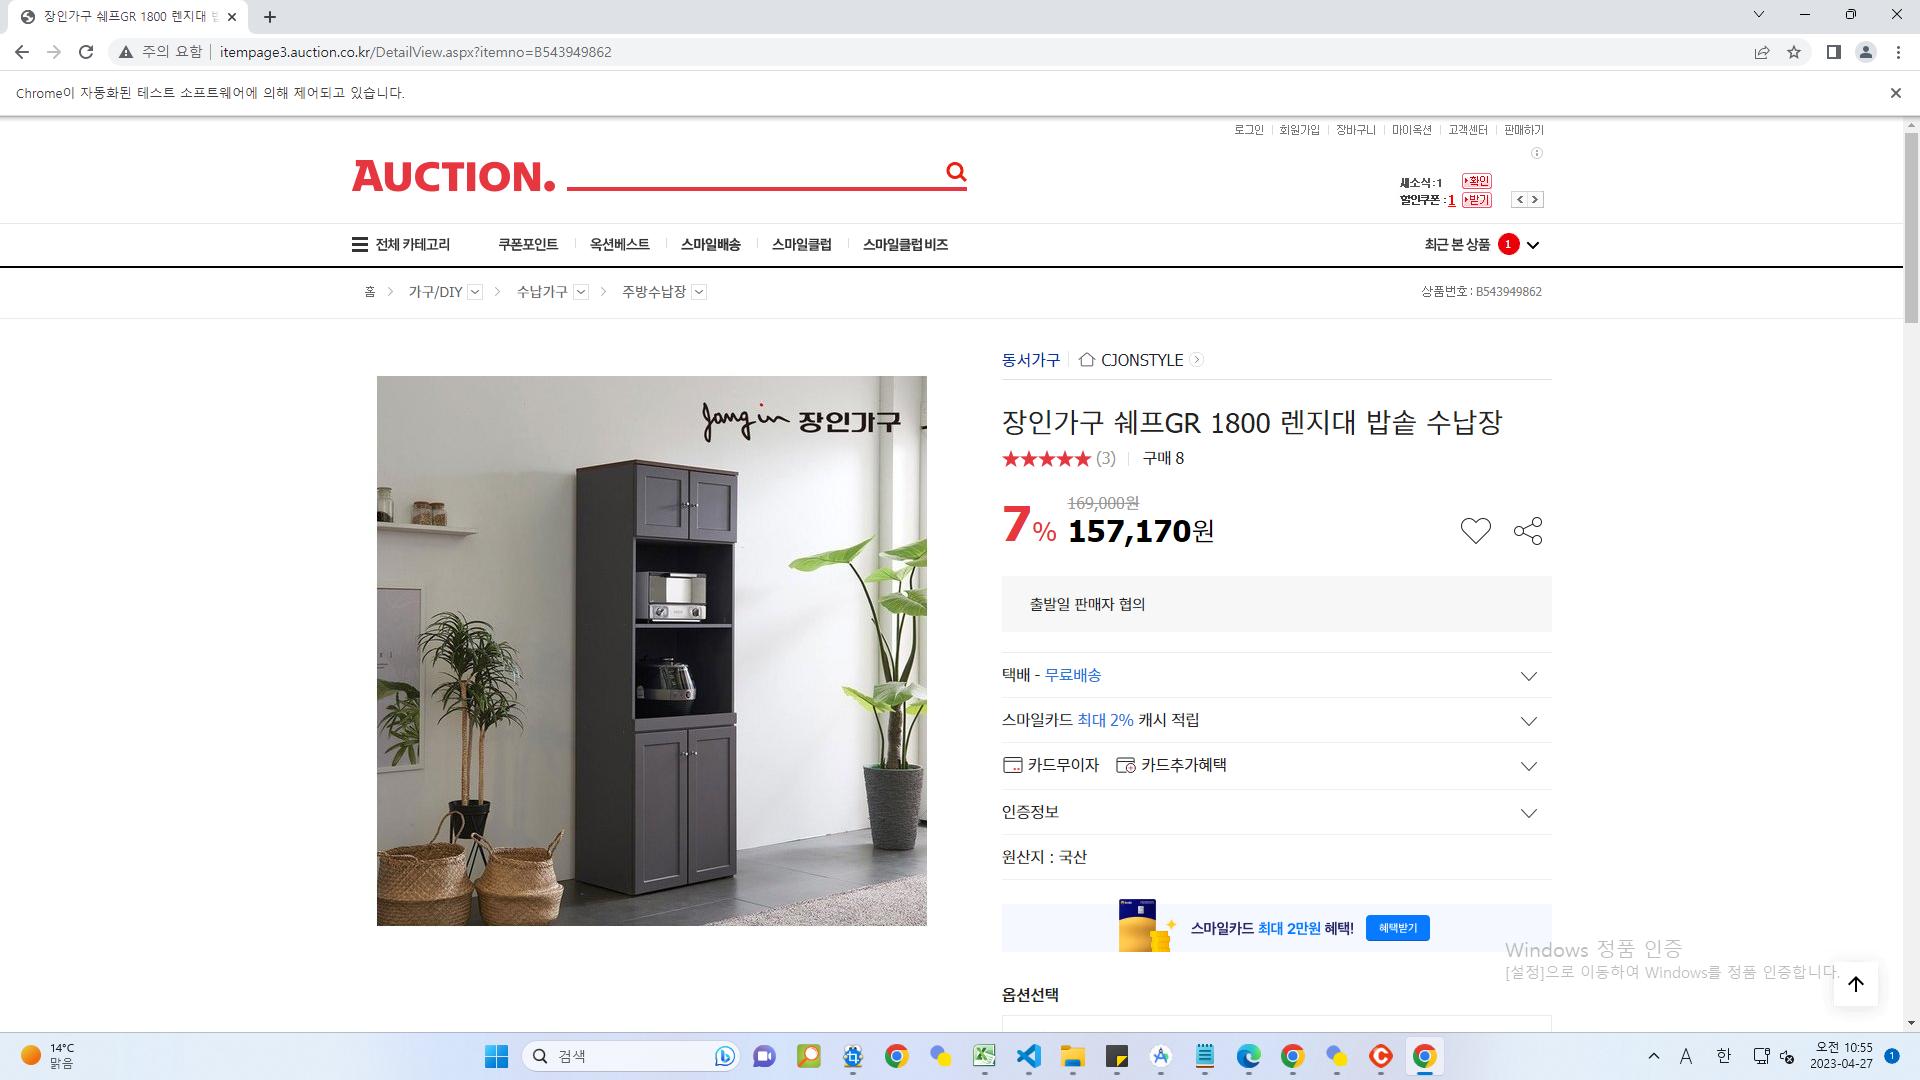 장인가구 쉐프GR 1800 렌지대 밥
주의 요함
itempage3.auction.co.kr/DetailView.aspx?itemno=B543949862
Chrome이 자동화된 테스트 소프트웨어에 의해 제어되고 있습니다.
로그인 회원가입 장바구니 마이옥션 고객센터 판매하기
AUCTION.
새소식 : 1 확인
할인쿠폰 : 1 받기
전체 카테고리 쿠폰포인트 옥션베스트 스마일배송 스마일클럽 스마일클럽 비즈 최근 본 상품 1
홈 > 가구/DIY > 수납가구 > 주방수납장 상품번호 : B543949862
동서가구 CJONSTYLE
Jangin 장인가구
장인가구 쉐프GR 1800 렌지대 밥솥 수납장
(3) 구매 8
169,000원
7% 157,170원
출발일 판매자 협의
택배 - 무료배송
스마일카드 최대 2% 캐시 적립
카드무이자 카드추가혜택
인증정보
원산지 : 국산
스마일카드 최대 2만원 혜택! 혜택받기
Windows 정품 인증
[설정]으로 이동하여 Windows를 정품 인증합니다.
옵션선택
14°C
맑음
검색
A 한
오전 10:55
2023-04-27
1